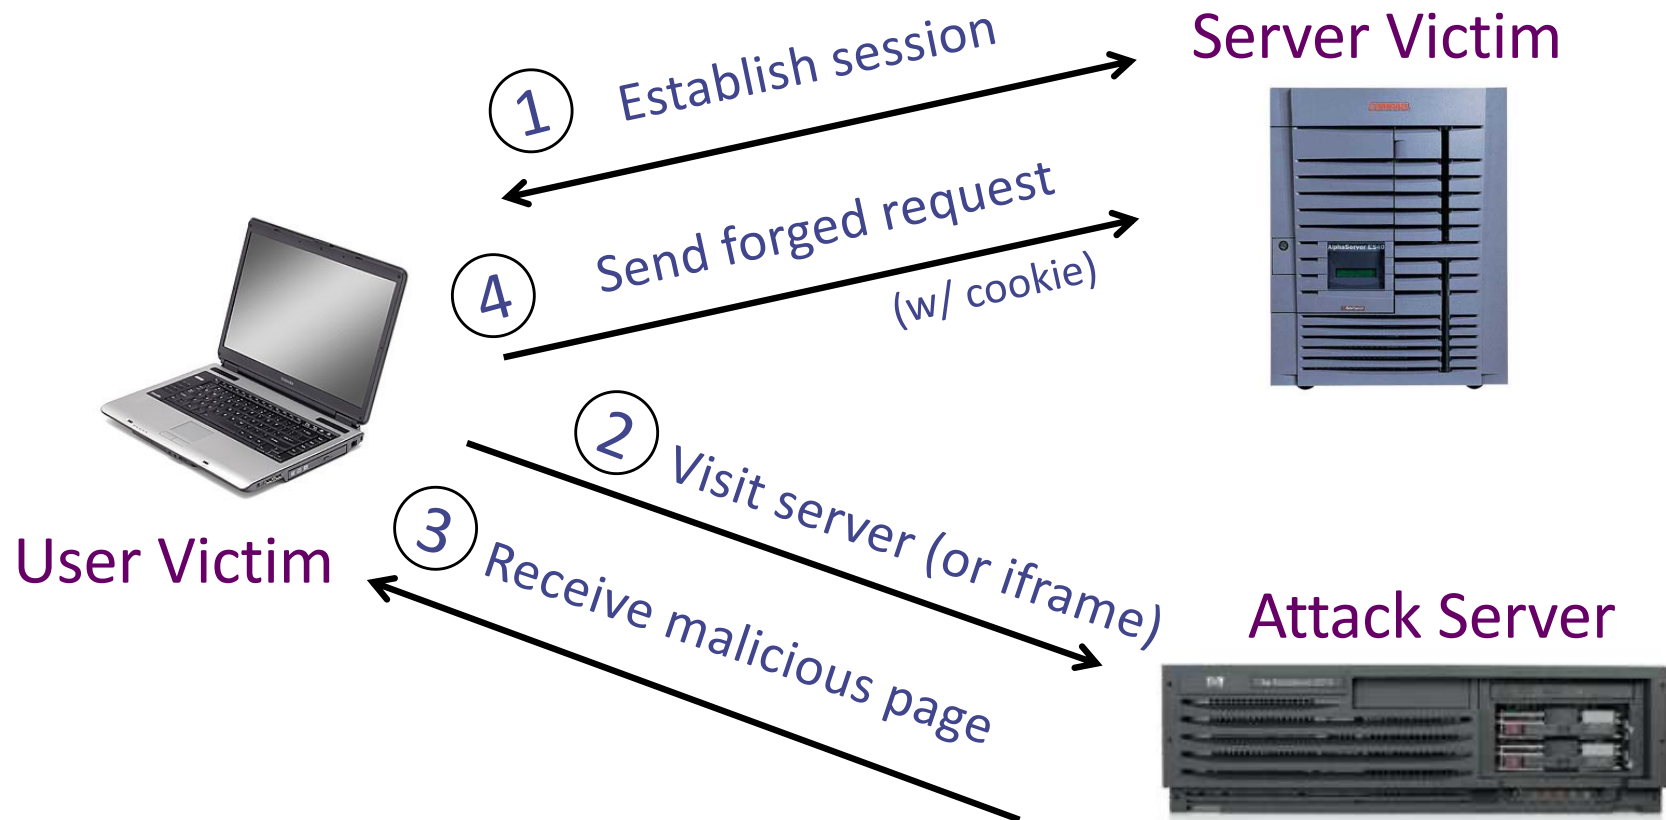 Server Victim
1 Establish session
COMPAQ
4 Send forged request
(w/ cookie)
2 Visit server (or iframe)
User Victim
3 Receive malicious page
Attack Server